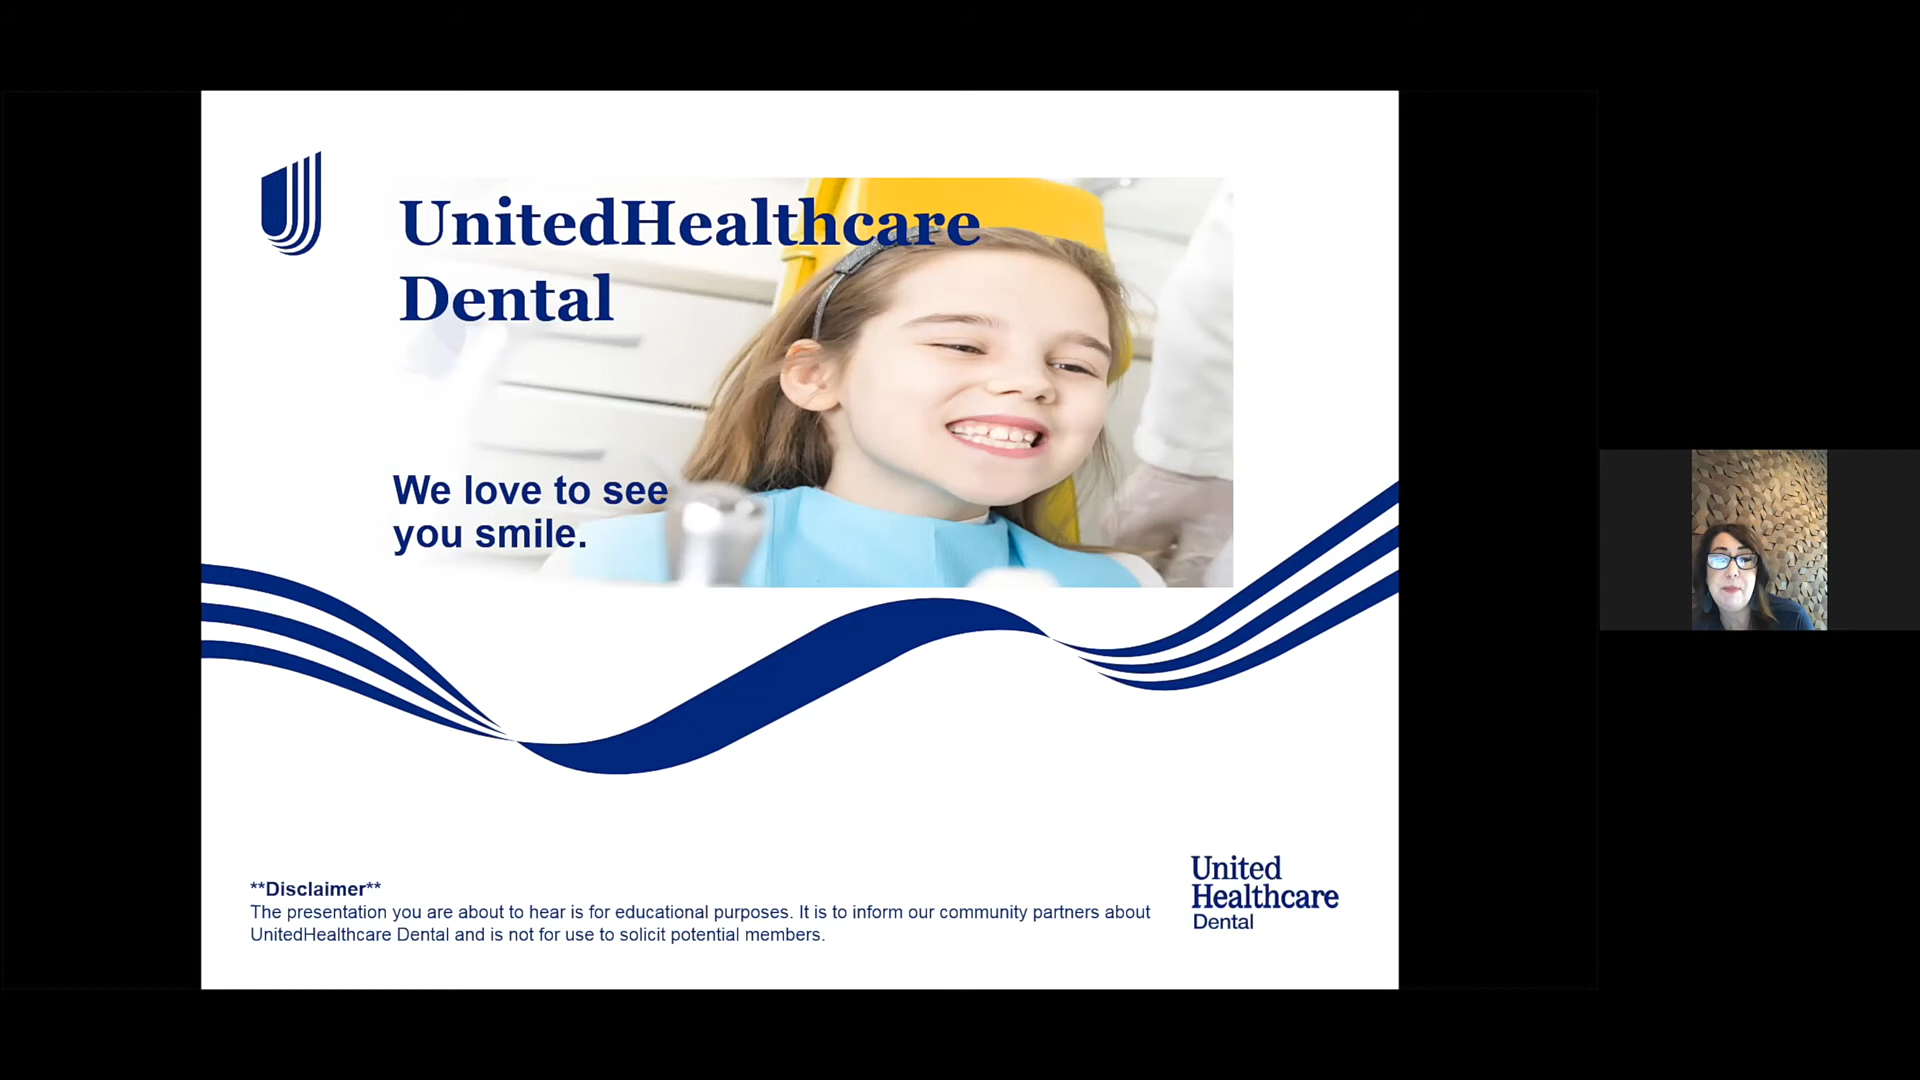 UnitedHealthcare
Dental
We love to see
you smile.
**Disclaimer**
The presentation you are about to hear is for educational purposes. It is to inform our community partners about
UnitedHealthcare Dental and is not for use to solicit potential members.
United
Healthcare
Dental